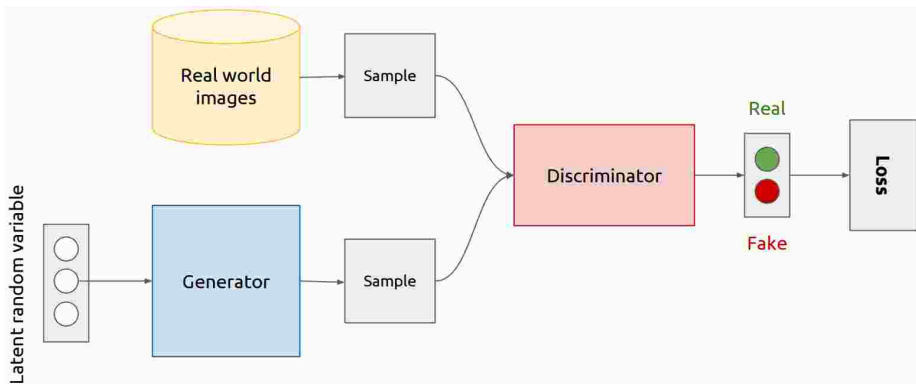 Real world
images
Sample
Real
Discriminator
Loss
Fake
Latent random variable
Generator
Sample